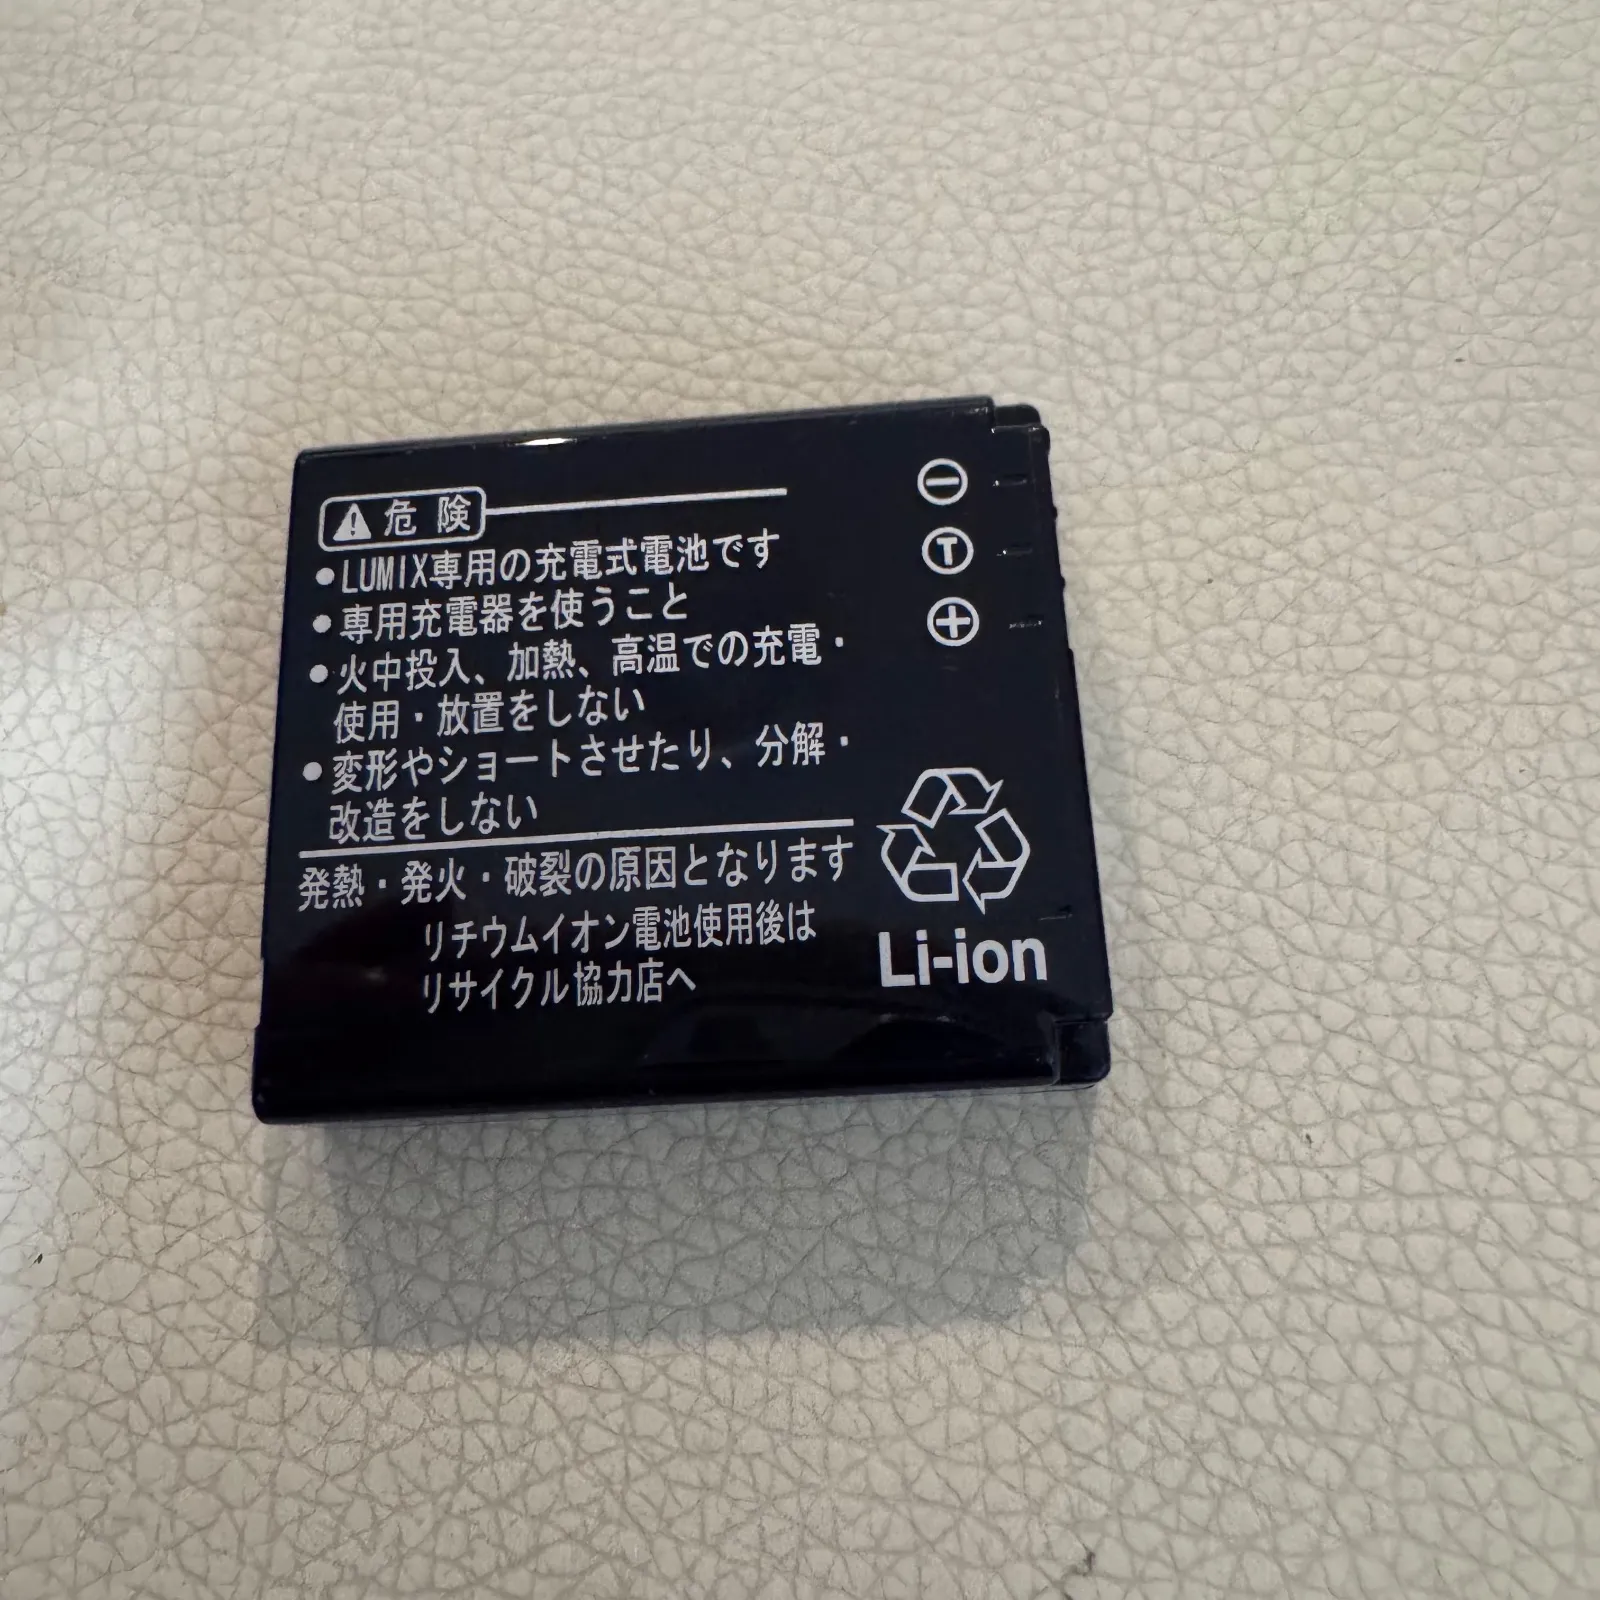 ⚠危険
●LUMIX専用の充電式電池です
●専用充電器を使うこと
●火中投入、加熱、高温での充電・
使用・放置をしない
●変形やショートさせたり、分解・
改造をしない
発熱・発火・破裂の原因となります
リチウムイオン電池使用後は
リサイクル協力店へ
⊖
Ⓣ
⊕
Li-ion